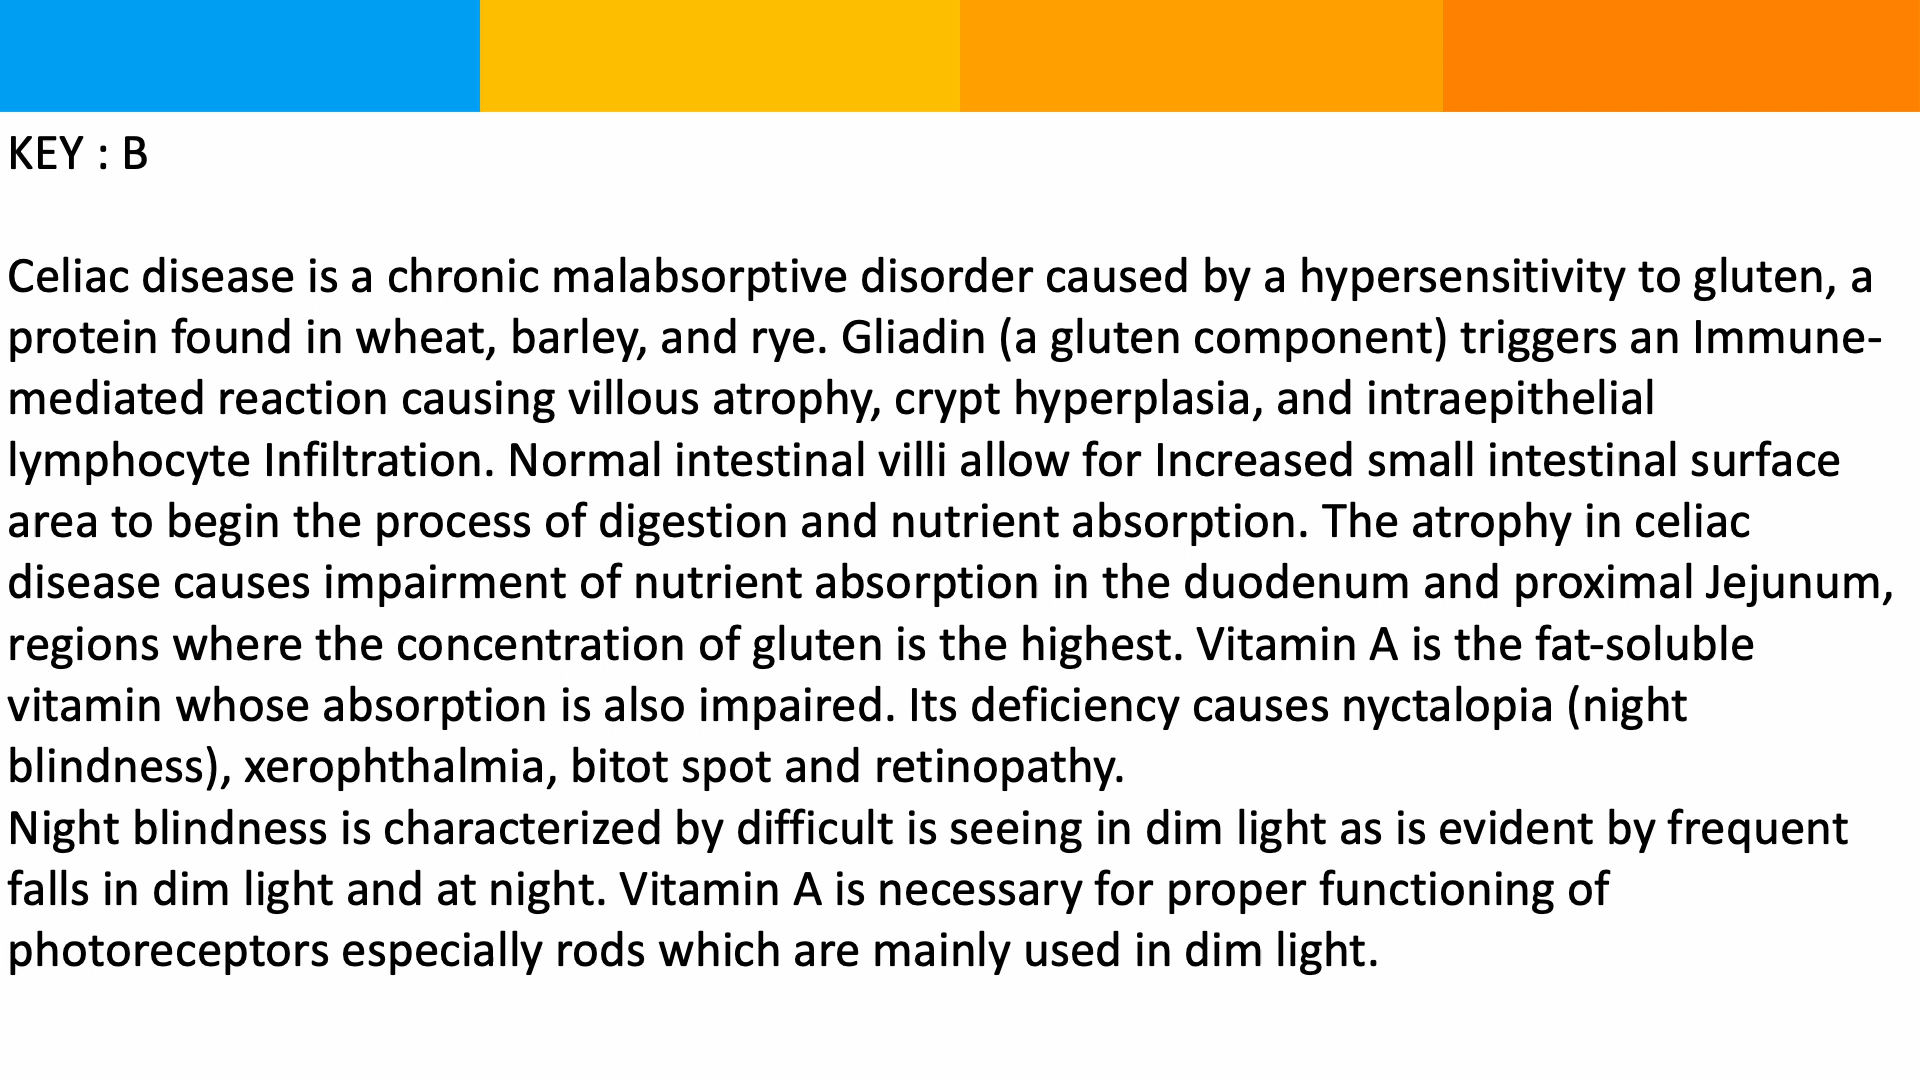 KEY : B
Celiac disease is a chronic malabsorptive disorder caused by a hypersensitivity to gluten, a
protein found in wheat, barley, and rye. Gliadin (a gluten component) triggers an Immune-
mediated reaction causing villous atrophy, crypt hyperplasia, and intraepithelial
lymphocyte Infiltration. Normal intestinal villi allow for Increased small intestinal surface
area to begin the process of digestion and nutrient absorption. The atrophy in celiac
disease causes impairment of nutrient absorption in the duodenum and proximal Jejunum,
regions where the concentration of gluten is the highest. Vitamin A is the fat-soluble
vitamin whose absorption is also impaired. Its deficiency causes nyctalopia (night
blindness), xerophthalmia, bitot spot and retinopathy.
Night blindness is characterized by difficult is seeing in dim light as is evident by frequent
falls in dim light and at night. Vitamin A is necessary for proper functioning of
photoreceptors especially rods which are mainly used in dim light.